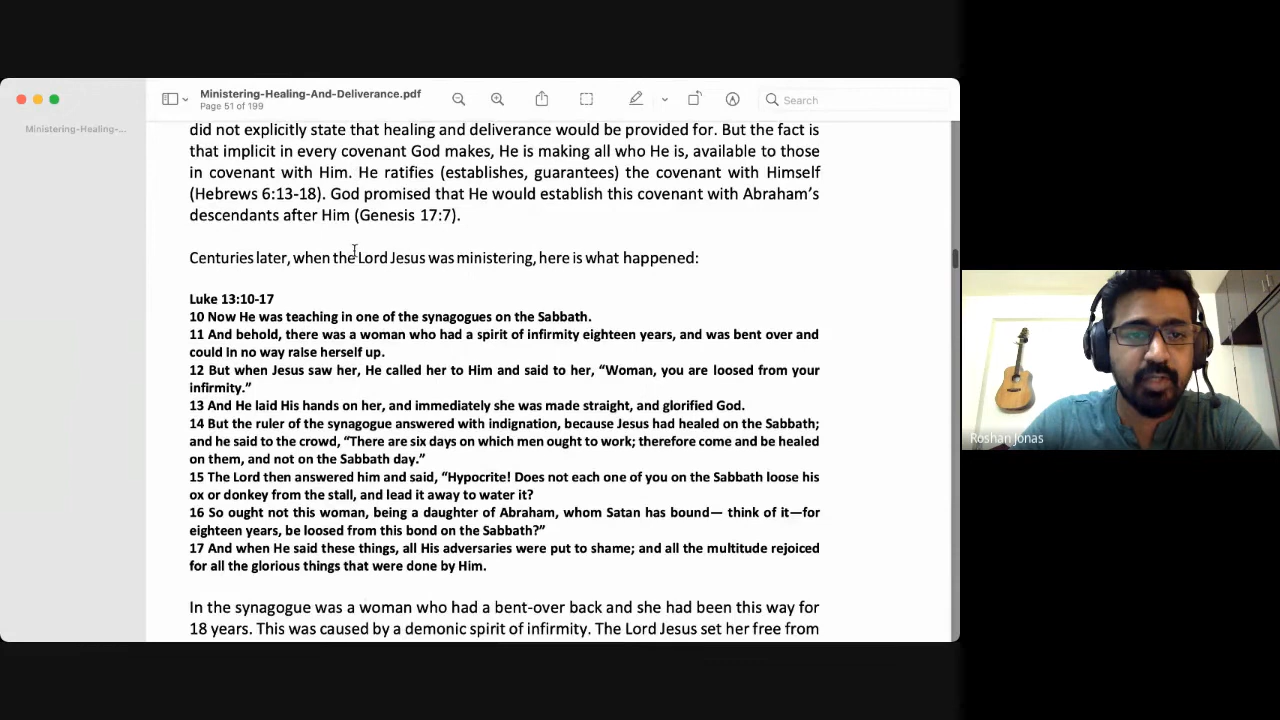 Ministering-Healing-And-Deliverance.pdf
Page 51 of 199
Search
Ministering-Healing-...
did not explicitly state that healing and deliverance would be provided for. But the fact is
that implicit in every covenant God makes, He is making all who He is, available to those
in covenant with Him. He ratifies (establishes, guarantees) the covenant with Himself
(Hebrews 6:13-18). God promised that He would establish this covenant with Abraham’s
descendants after Him (Genesis 17:7).
Centuries later, when the Lord Jesus was ministering, here is what happened:
Luke 13:10-17
10 Now He was teaching in one of the synagogues on the Sabbath.
11 And behold, there was a woman who had a spirit of infirmity eighteen years, and was bent over and
could in no way raise herself up.
12 But when Jesus saw her, He called her to Him and said to her, “Woman, you are loosed from your
infirmity.”
13 And He laid His hands on her, and immediately she was made straight, and glorified God.
14 But the ruler of the synagogue answered with indignation, because Jesus had healed on the Sabbath;
and he said to the crowd, “There are six days on which men ought to work; therefore come and be healed
on them, and not on the Sabbath day.”
15 The Lord then answered him and said, “Hypocrite! Does not each one of you on the Sabbath loose his
ox or donkey from the stall, and lead it away to water it?
16 So ought not this woman, being a daughter of Abraham, whom Satan has bound— think of it—for
eighteen years, be loosed from this bond on the Sabbath?”
17 And when He said these things, all His adversaries were put to shame; and all the multitude rejoiced
for all the glorious things that were done by Him.
In the synagogue was a woman who had a bent-over back and she had been this way for
18 years. This was caused by a demonic spirit of infirmity. The Lord Jesus set her free from
Roshan Jonas